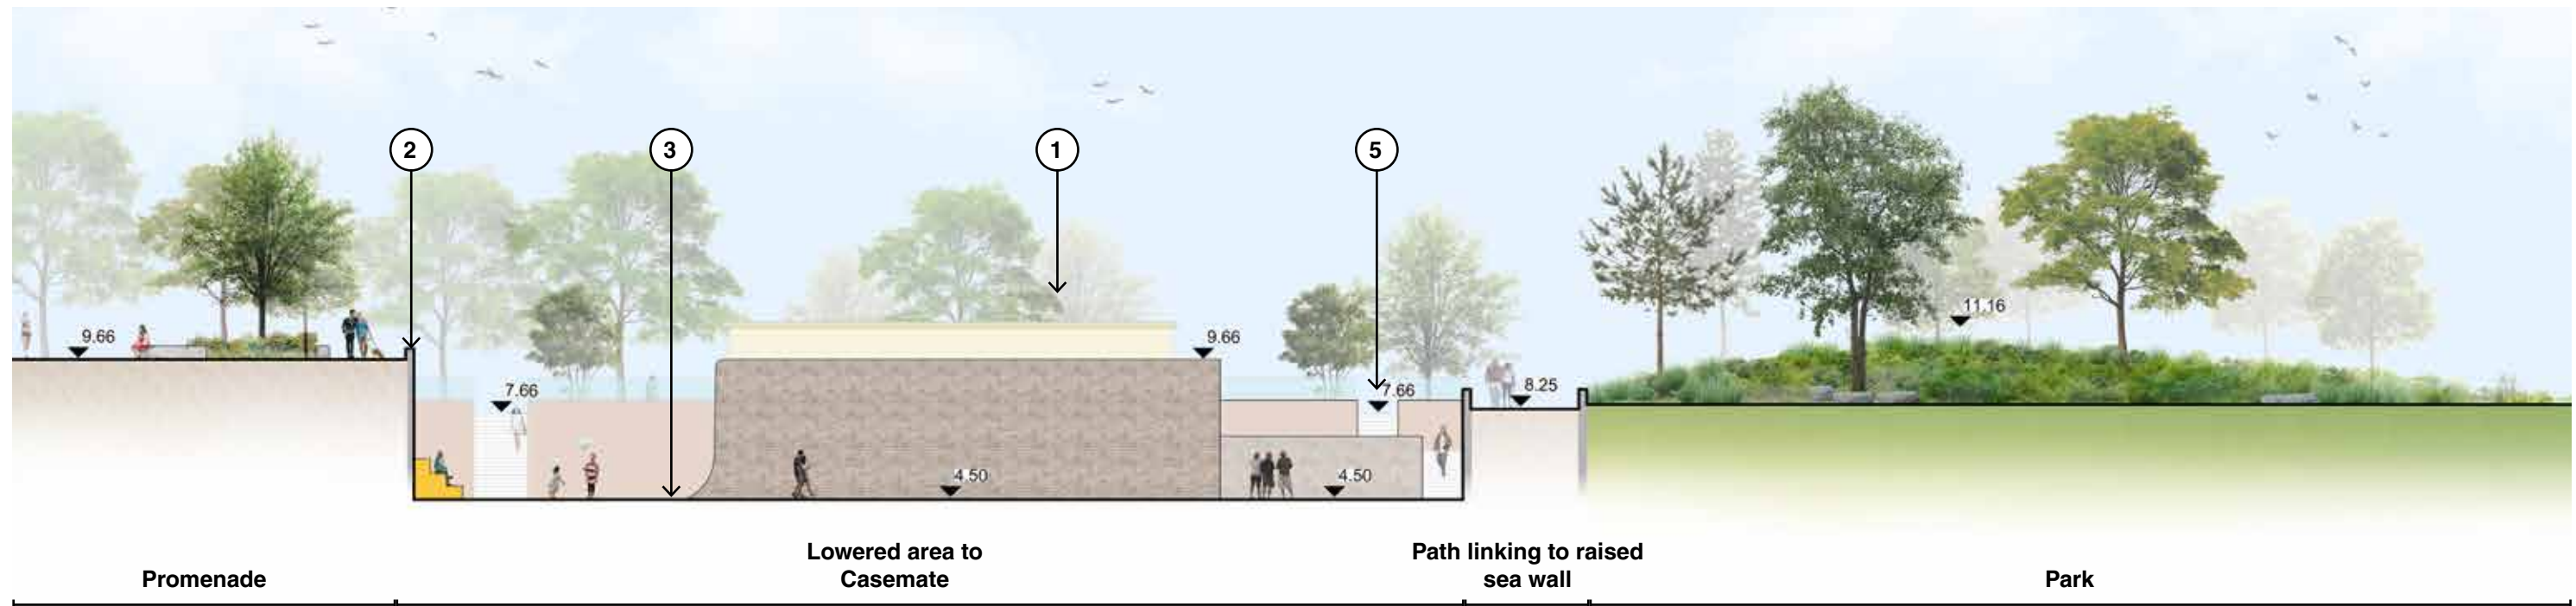 2
3
1
5
9.66
7.66
4.50
9.66
7.66
4.50
8.25
11.16
Promenade
Lowered area to
Casemate
Path linking to raised
sea wall
Park